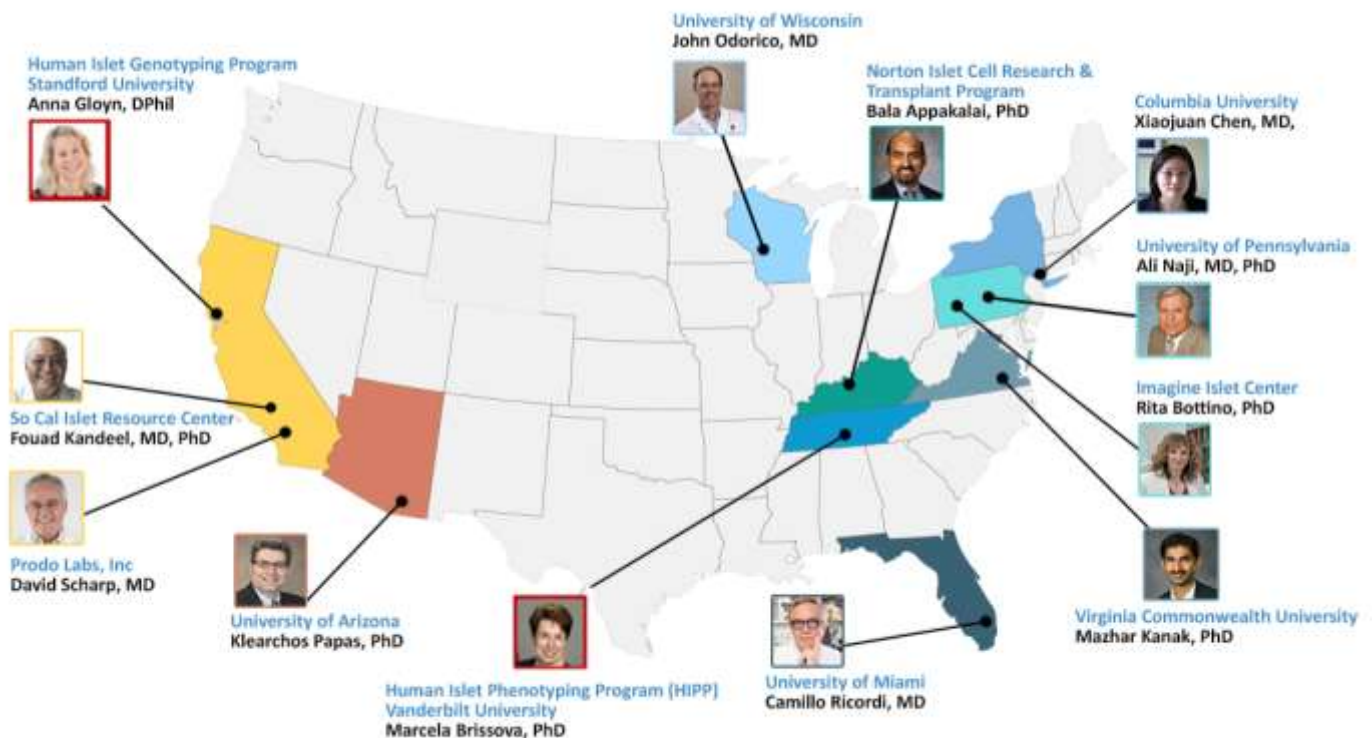 University of Wisconsin
John Odorico, MD
Human Islet Genotyping Program
Standford University
Anna Gloyn, DPhil
Norton Islet Cell Research &
Transplant Program
Bala Appakalai, PhD
Columbia University
Xiaojuan Chen, MD,
University of Pennsylvania
Ali Naji, MD, PhD
Imagine Islet Center
Rita Bottino, PhD
So Cal Islet Resource Center
Fouad Kandeel, MD, PhD
Prodo Labs, Inc
David Scharp, MD
University of Arizona
Klearchos Papas, PhD
Virginia Commonwealth University
Mazhar Kanak, PhD
Human Islet Phenotyping Program (HIPP)
Vanderbilt University
Marcela Brissova, PhD
University of Miami
Camillo Ricordi, MD